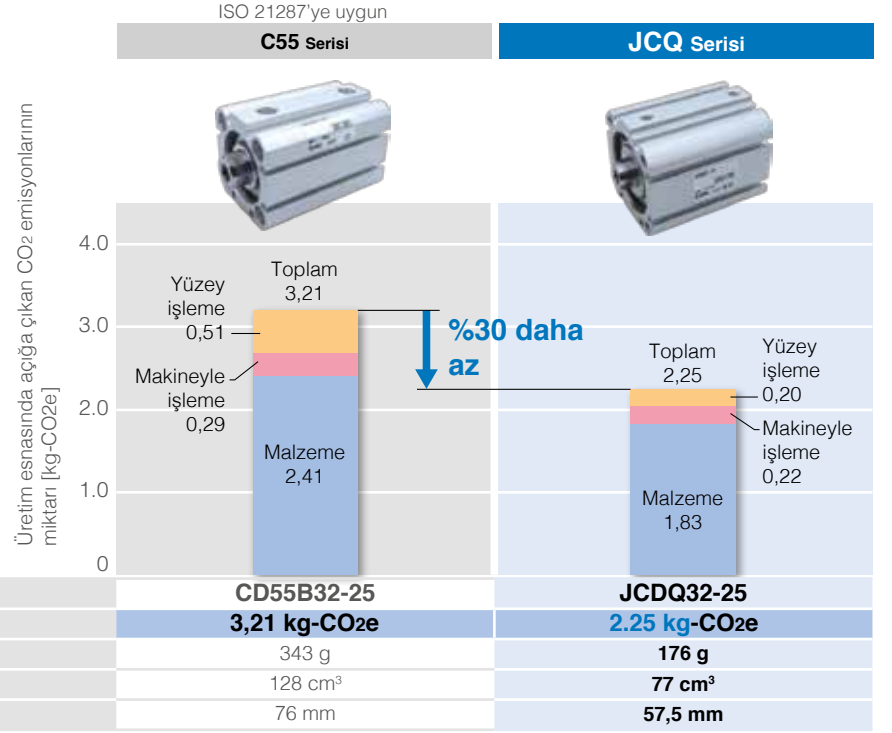 ISO 21287'ye uygun
C55 Serisi
JCQ Serisi
Üretim esnasında açığa çıkan CO2 emisyonlarının
miktarı [kg-CO2e]
4.0
3.0
2.0
1.0
0
Yüzey
işleme
0,51
Toplam
3,21
Makineyle
işleme
0,29
Malzeme
2,41
%30 daha
az
Toplam
2,25
Yüzey
işleme
0,20
Makineyle
işleme
0,22
Malzeme
1,83
CD55B32-25 JCDQ32-25
3,21 kg-CO2e 2.25 kg-CO2e
343 g 176 g
128 cm³ 77 cm³
76 mm 57,5 mm